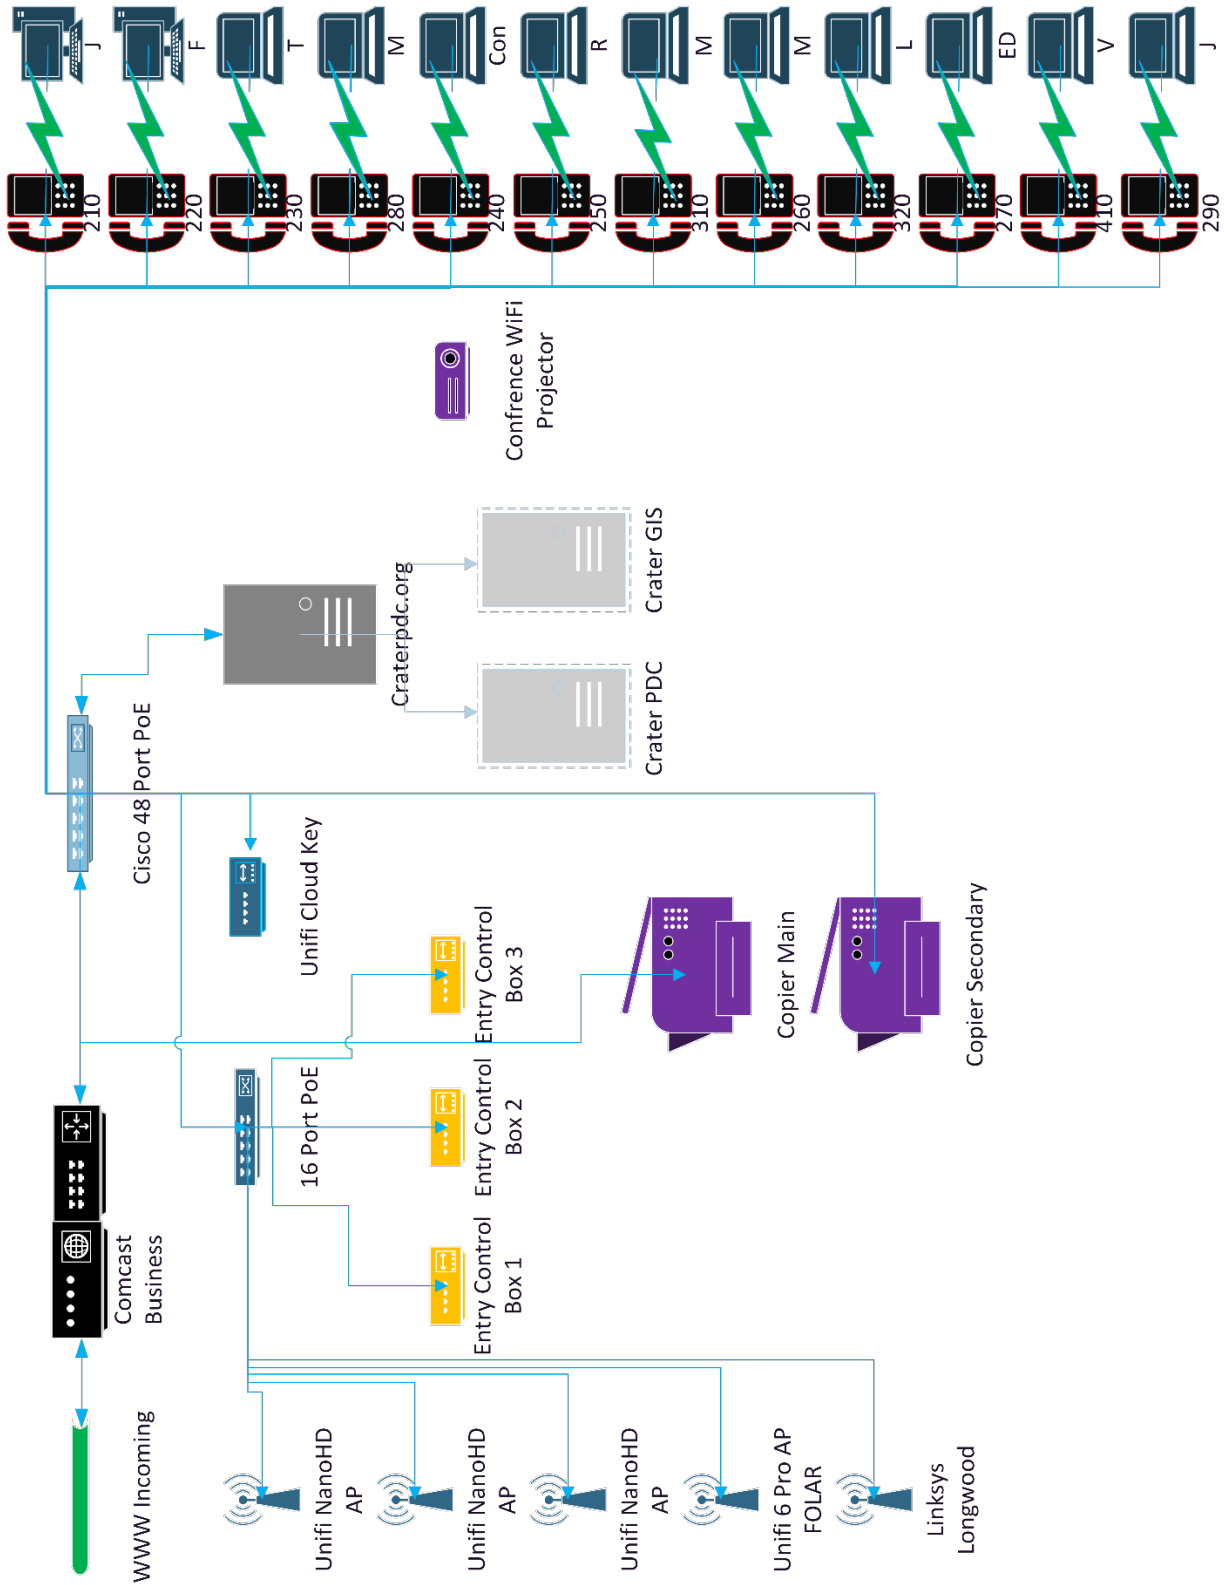 WWW Incoming
Comcast
Business
Cisco 48 Port PoE
J
F
T
M
Con
R
M
M
L
ED
V
J
210
220
230
280
240
250
310
260
320
270
410
290
Unifi NanoHD
AP
Unifi NanoHD
AP
Unifi NanoHD
AP
Unifi 6 Pro AP
FOLAR
Linksys
Longwood
16 Port PoE
Entry Control
Box 1
Entry Control
Box 2
Entry Control
Box 3
Unifi Cloud Key
Copier Main
Copier Secondary
Craterpdc.org
Crater PDC
Crater GIS
Confrence WiFi
Projector